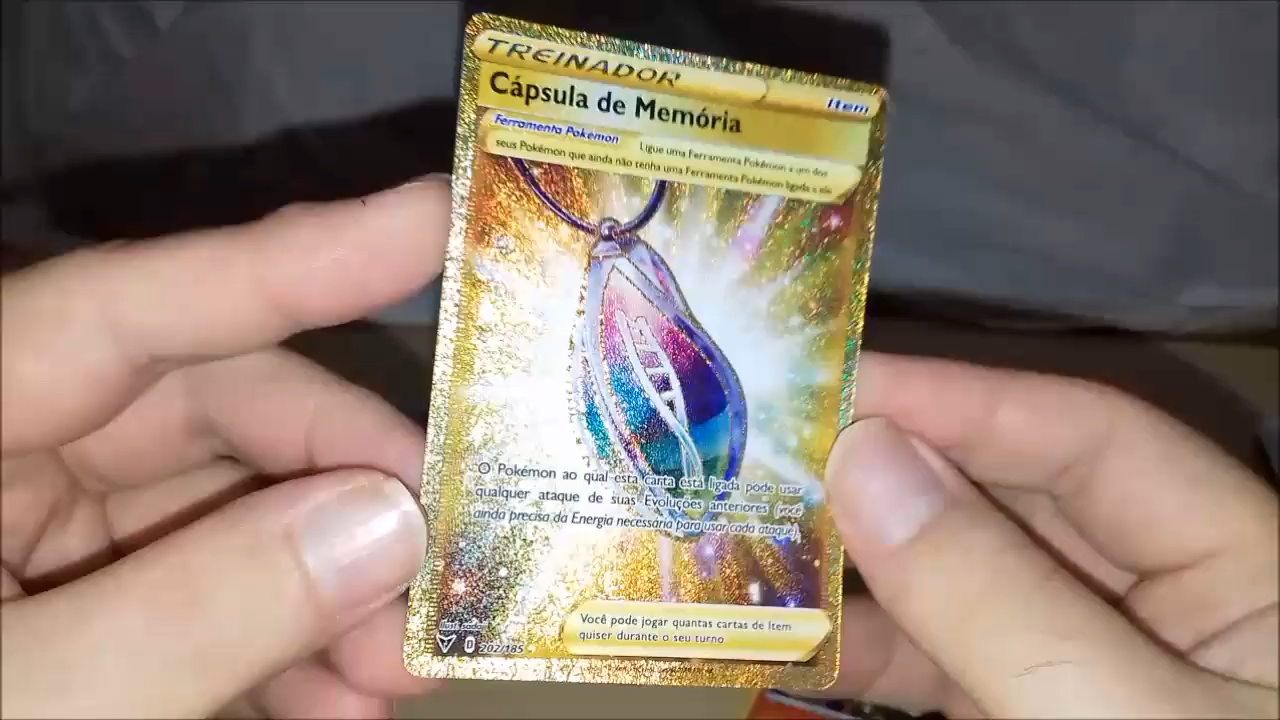 TREINADOR
Item
Cápsula de Memória
Ferramenta Pokémon Ligue uma Ferramenta Pokémon a um dos
seus Pokémon que ainda não tenha uma Ferramenta Pokémon ligada a ele
O Pokémon ao qual esta carta está ligada pode usar
qualquer ataque de suas Evoluções anteriores (você
ainda precisa da Energia necessária para usar cada ataque).
Você pode jogar quantas cartas de Item
quiser durante o seu turno
Ilust. sadaji
D 202/185